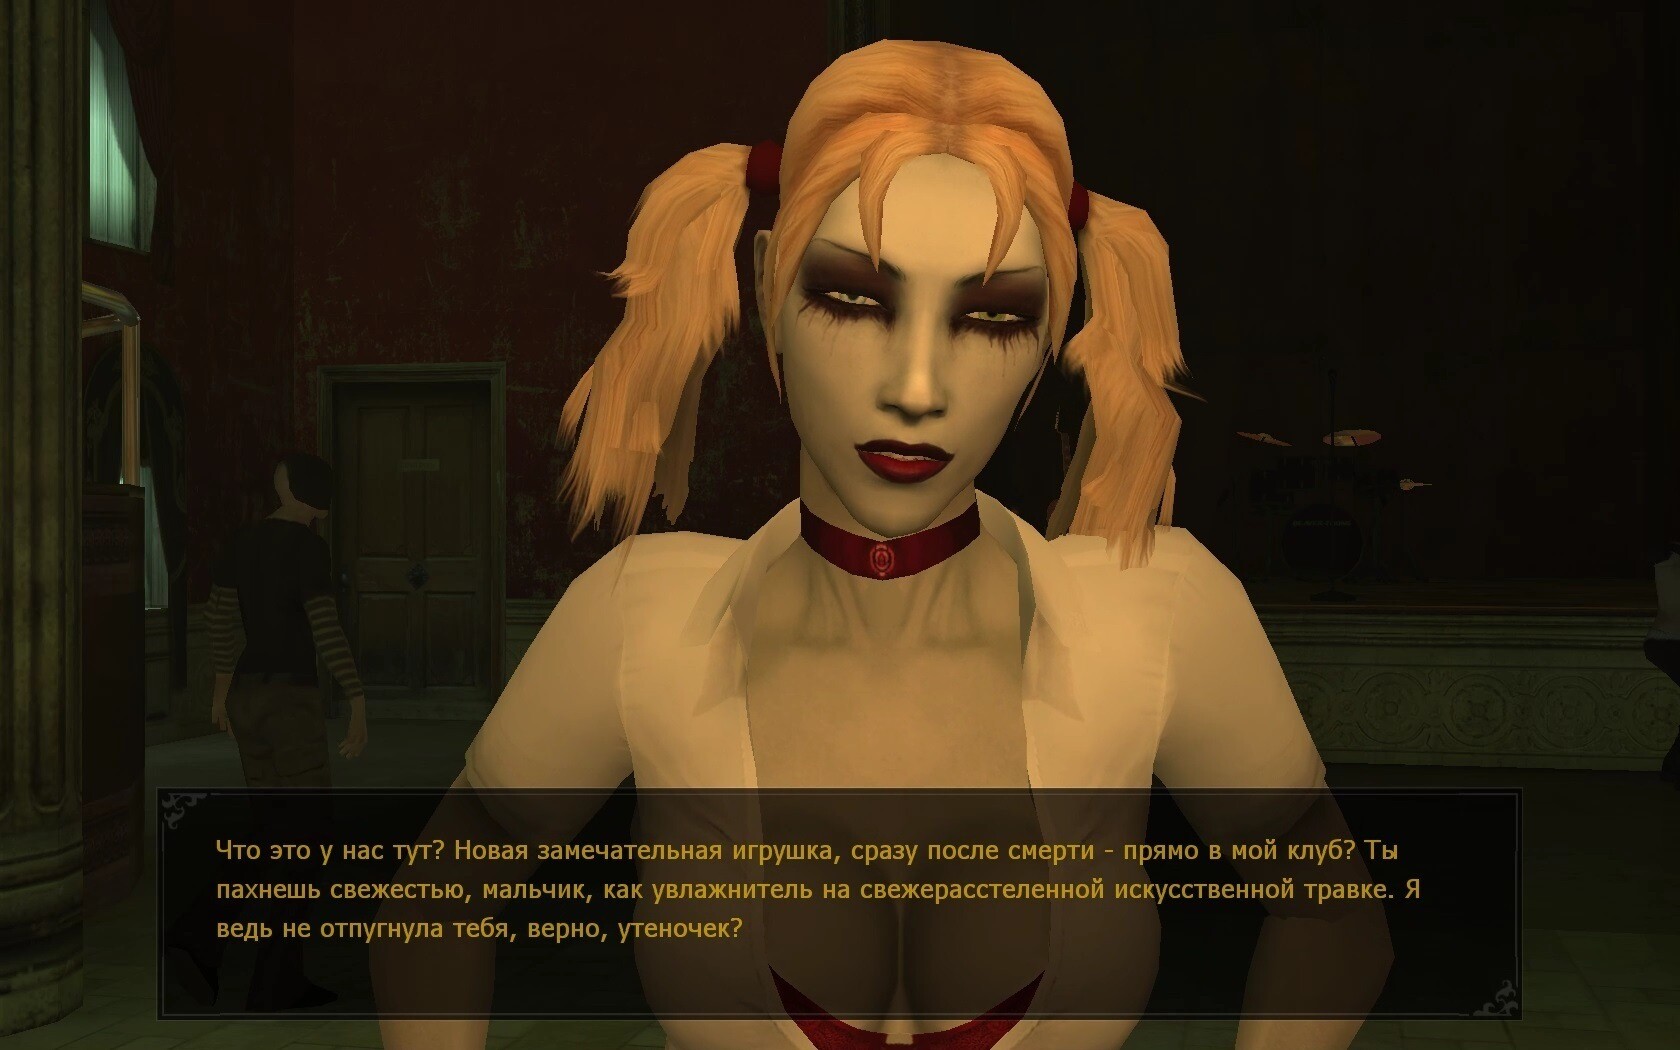 Что это у нас тут? Новая замечательная игрушка, сразу после смерти - прямо в мой клуб? Ты
пахнешь свежестью, мальчик, как увлажнитель на свежерасстеленной искусственной травке. Я
ведь не отпугнула тебя, верно, утеночек?